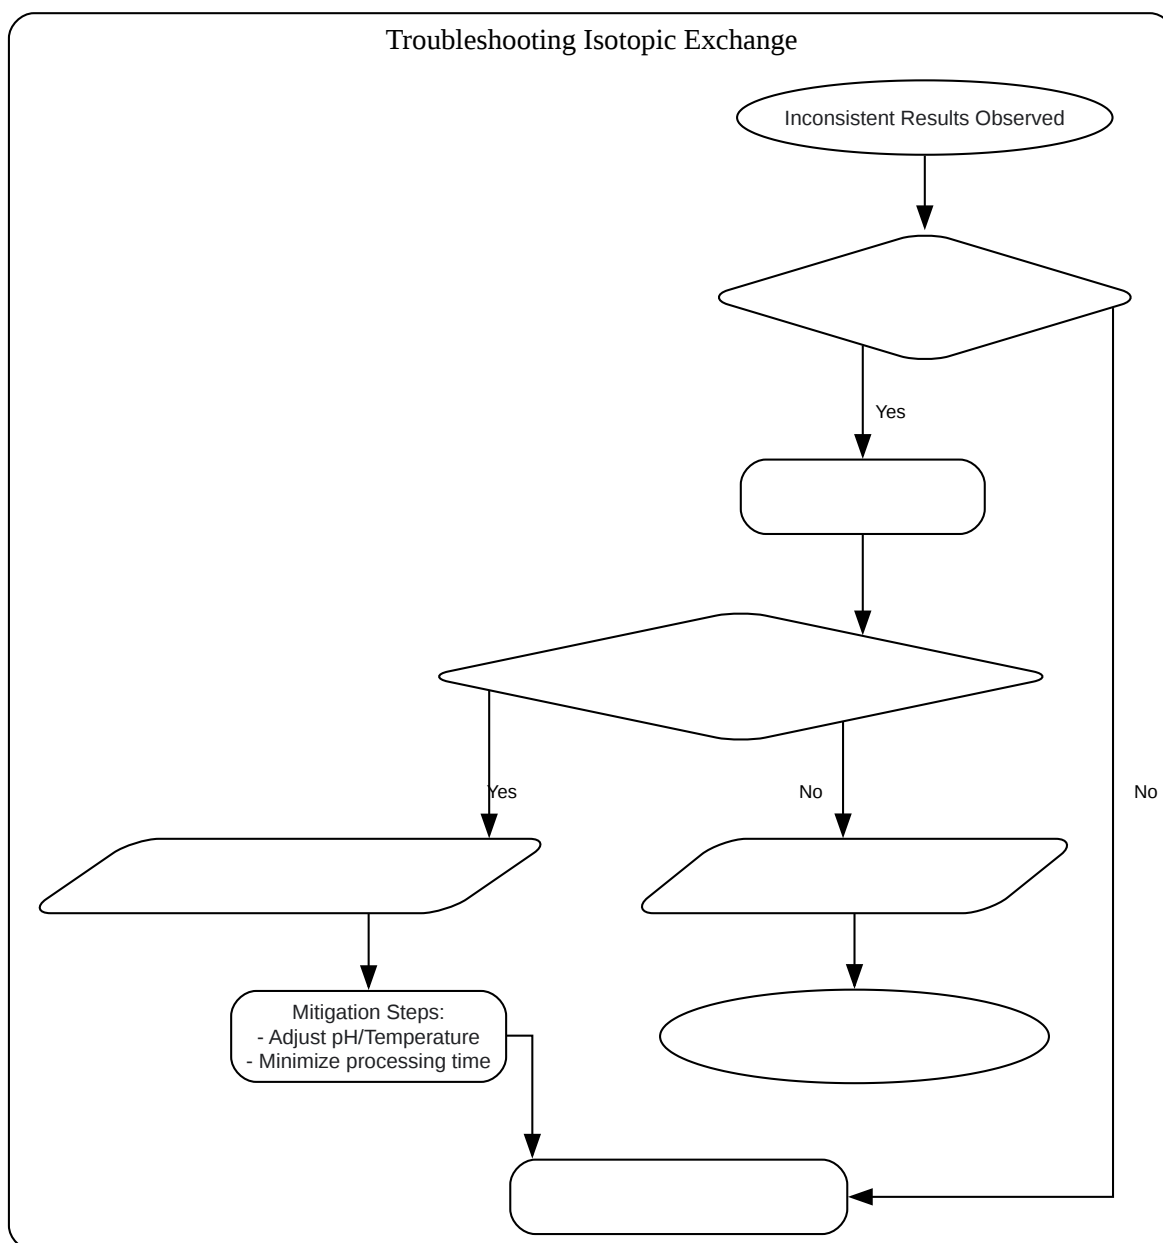 Troubleshooting Isotopic Exchange
Inconsistent Results Observed
Yes
Yes
No
No
Mitigation Steps:
- Adjust pH/Temperature
- Minimize processing time